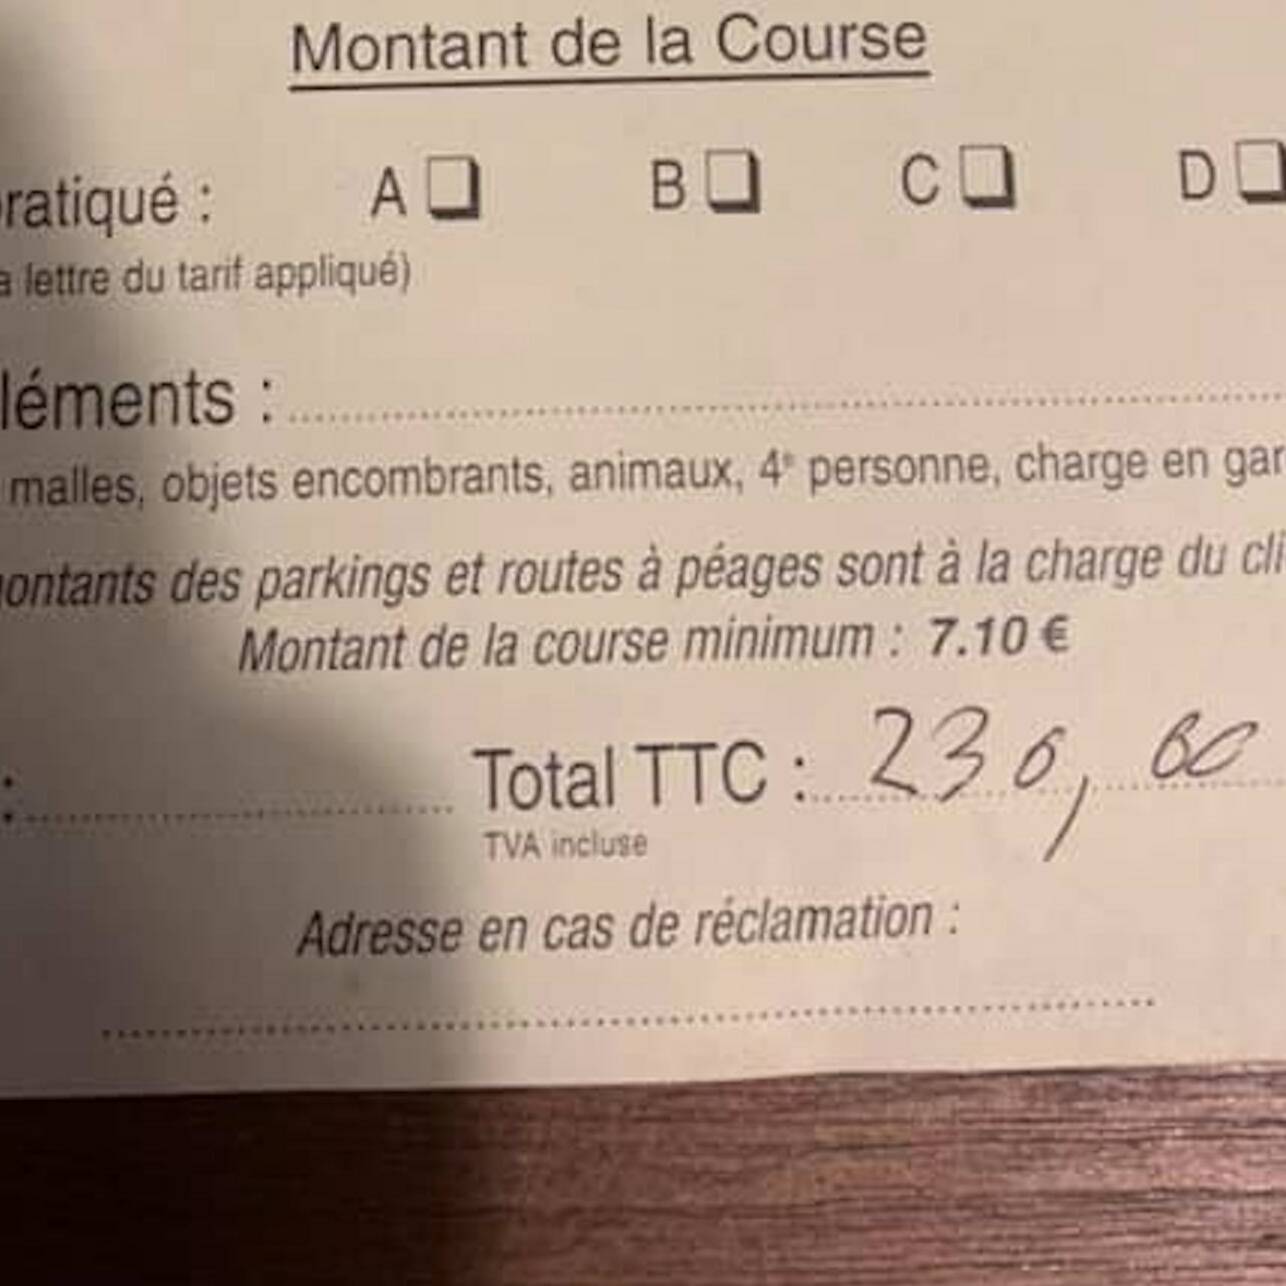 Montant de la Course
pratiqué : A B C D
a lettre du tarif appliqué)
léments :
malles, objets encombrants, animaux, 4e personne, charge en gar
ontants des parkings et routes à péages sont à la charge du cli
Montant de la course minimum : 7.10 €
: Total TTC : 230,
TVA incluse
Adresse en cas de réclamation :